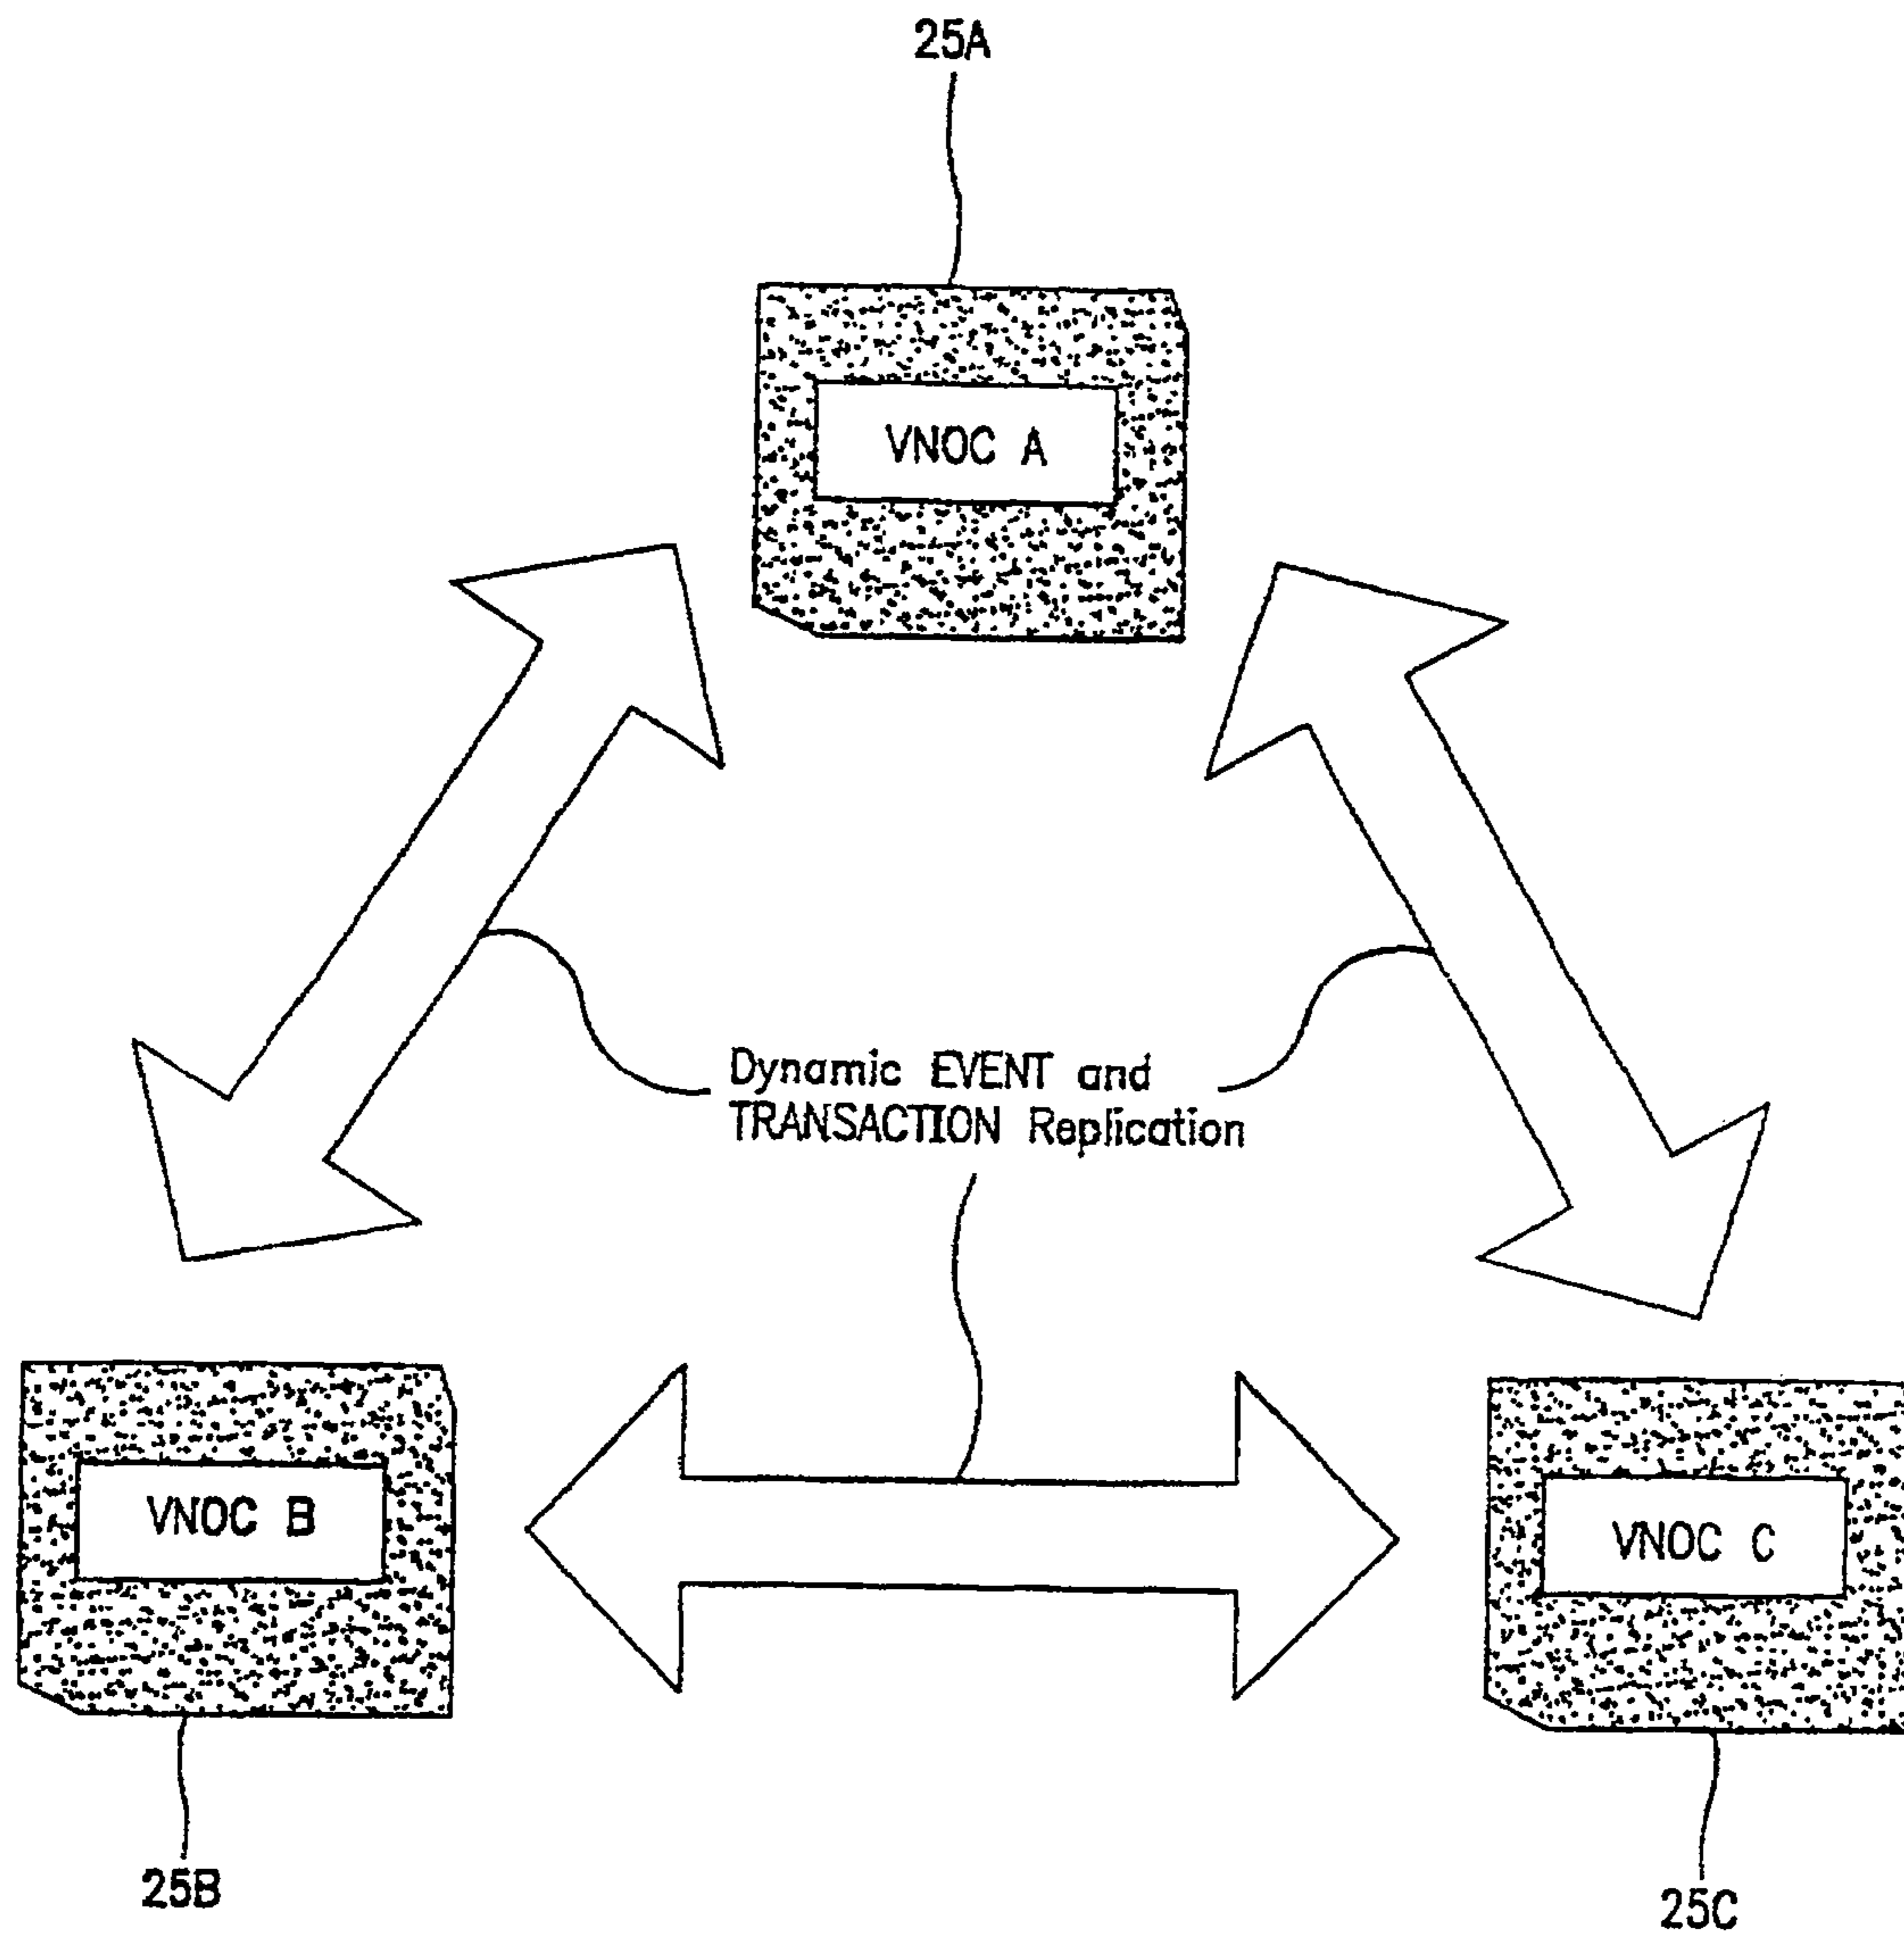 25A
VNOC A
Dynamic EVENT and
TRANSACTION Replication
VNOC B
VNOC C
25B
25C